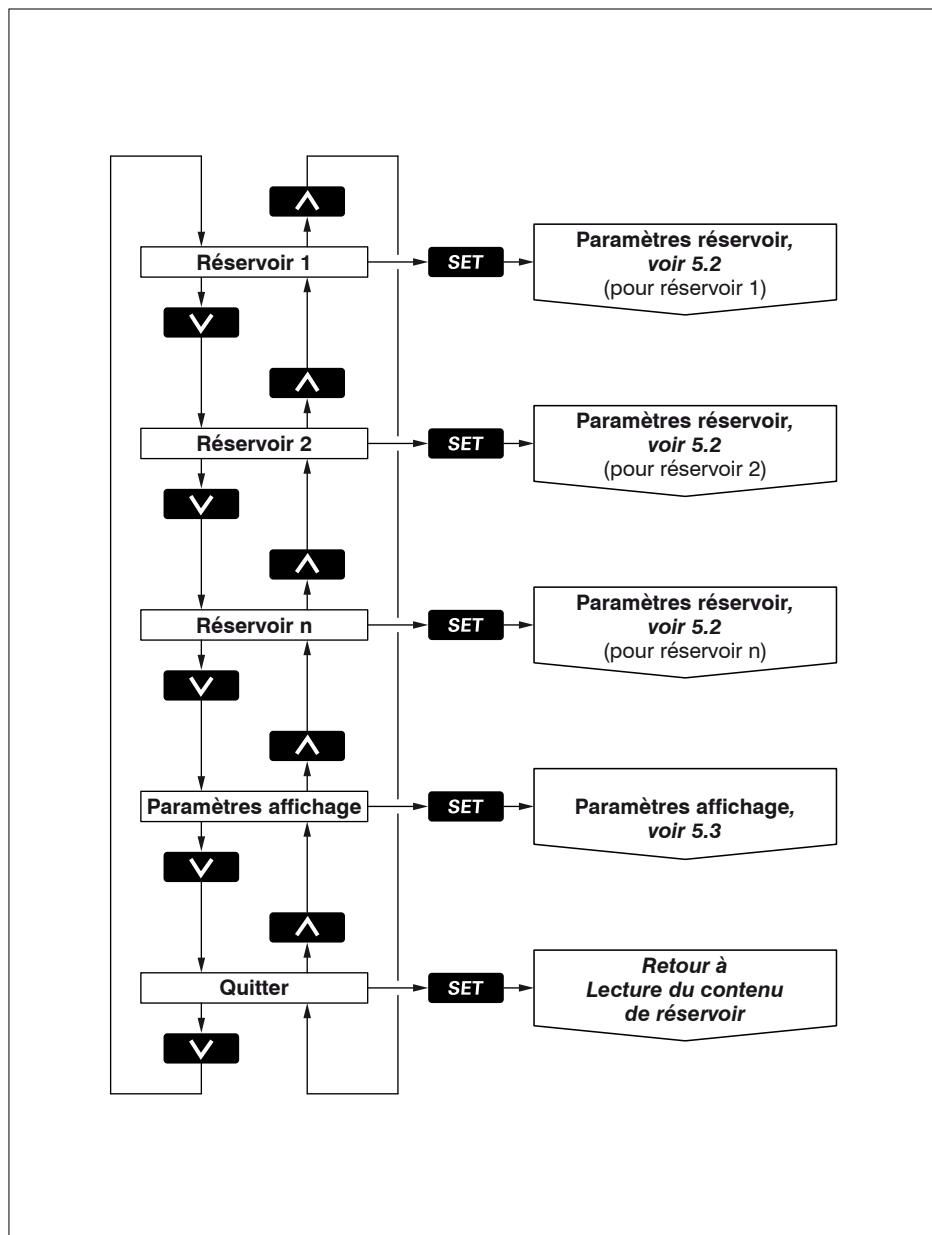 Réservoir 1
SET
Paramètres réservoir,
voir 5.2
(pour réservoir 1)
Réservoir 2
SET
Paramètres réservoir,
voir 5.2
(pour réservoir 2)
Réservoir n
SET
Paramètres réservoir,
voir 5.2
(pour réservoir n)
Paramètres affichage
SET
Paramètres affichage,
voir 5.3
Quitter
SET
Retour à
Lecture du contenu
de réservoir